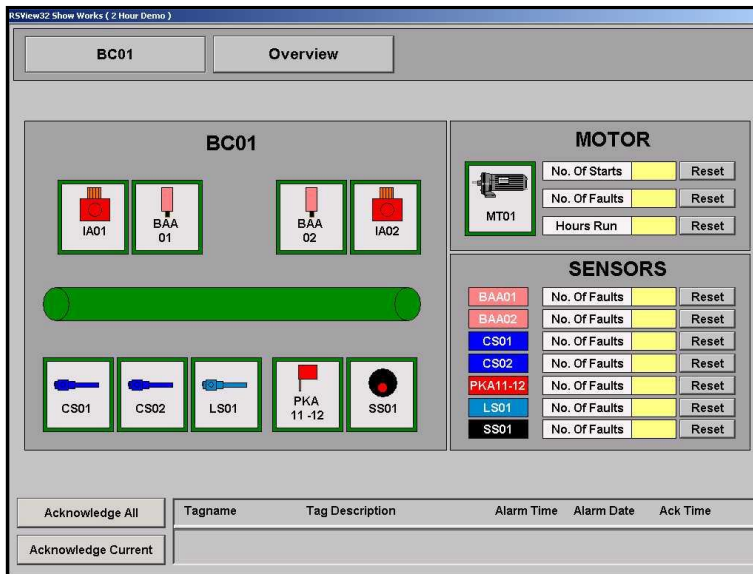 RSView32 Show Works ( 2 Hour Demo )
BC01
Overview
BC01
IA01
BAA
01
BAA
02
IA02
CS01
CS02
LS01
PKA
11 -12
SS01
MOTOR
MT01
No. Of Starts
Reset
No. Of Faults
Reset
Hours Run
Reset
SENSORS
BAA01 No. Of Faults Reset
BAA02 No. Of Faults Reset
CS01 No. Of Faults Reset
CS02 No. Of Faults Reset
PKA11-12 No. Of Faults Reset
LS01 No. Of Faults Reset
SS01 No. Of Faults Reset
Acknowledge All
Acknowledge Current
Tagname Tag Description Alarm Time Alarm Date Ack Time